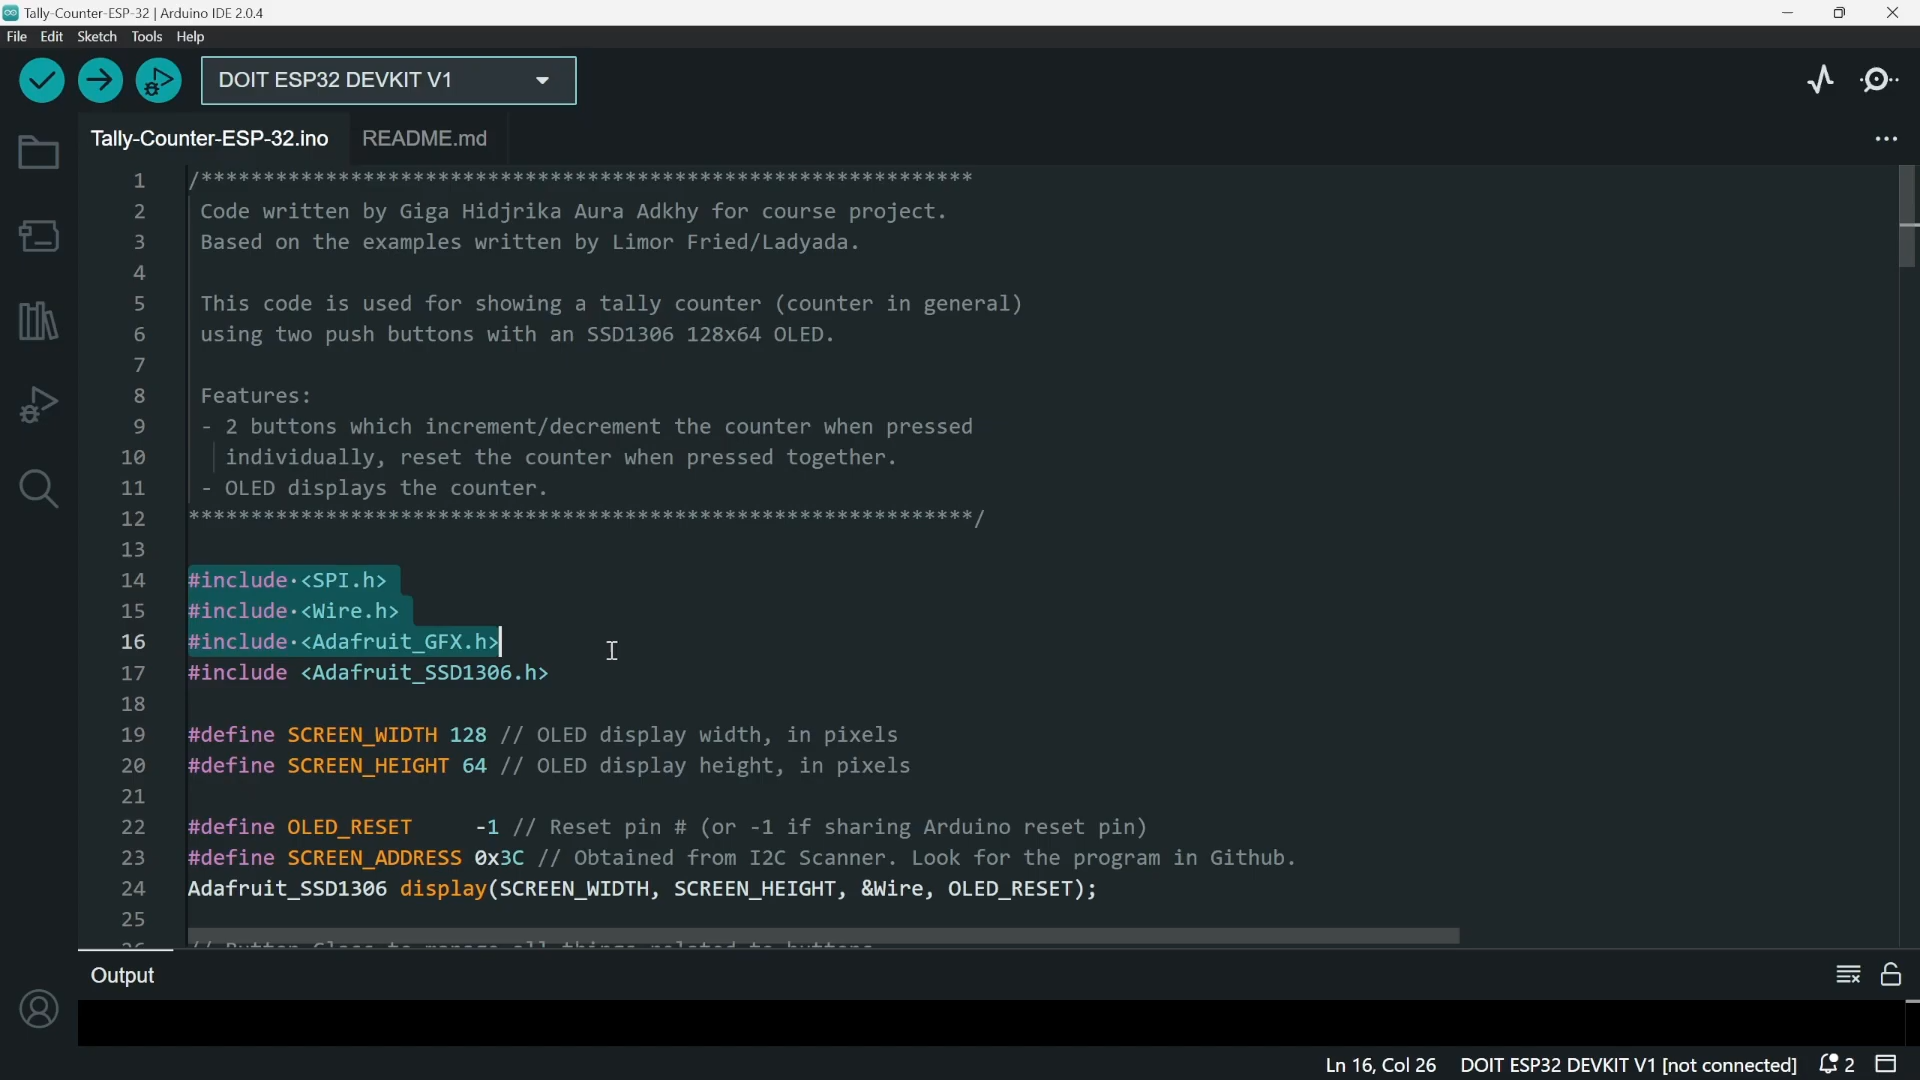 Tally-Counter-ESP-32 | Arduino IDE 2.0.4
File Edit Sketch Tools Help
DOIT ESP32 DEVKIT V1
Tally-Counter-ESP-32.ino README.md
1 /**************************************************************
2 Code written by Giga Hidjrika Aura Adkhy for course project.
3 Based on the examples written by Limor Fried/Ladyada.
4
5 This code is used for showing a tally counter (counter in general)
6 using two push buttons with an SSD1306 128x64 OLED.
7
8 Features:
9 - 2 buttons which increment/decrement the counter when pressed
10 individually, reset the counter when pressed together.
11 - OLED displays the counter.
12 ***************************************************************/
13
14 #include <SPI.h>
15 #include <Wire.h>
16 #include <Adafruit_GFX.h>
17 #include <Adafruit_SSD1306.h>
18
19 #define SCREEN_WIDTH 128 // OLED display width, in pixels
20 #define SCREEN_HEIGHT 64 // OLED display height, in pixels
21
22 #define OLED_RESET     -1 // Reset pin # (or -1 if sharing Arduino reset pin)
23 #define SCREEN_ADDRESS 0x3C // Obtained from I2C Scanner. Look for the program in Github.
24 Adafruit_SSD1306 display(SCREEN_WIDTH, SCREEN_HEIGHT, &Wire, OLED_RESET);
25
26 // Button Class to manage all things related to buttons
Output
Ln 16, Col 26 DOIT ESP32 DEVKIT V1 [not connected] 2